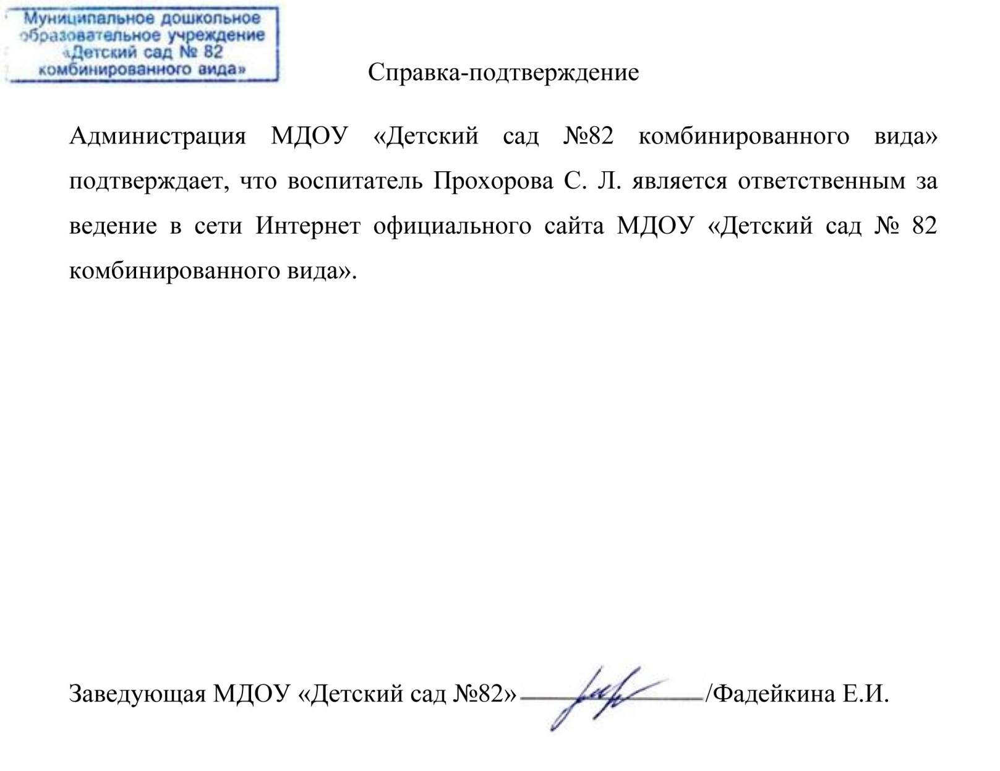 Муниципальное дошкольное
образовательное учреждение
«Детский сад № 82
комбинированного вида»
Справка-подтверждение
Администрация МДОУ «Детский сад №82 комбинированного вида»
подтверждает, что воспитатель Прохорова С. Л. является ответственным за
ведение в сети Интернет официального сайта МДОУ «Детский сад № 82
комбинированного вида».
Заведующая МДОУ «Детский сад №82» /Фадейкина Е.И.